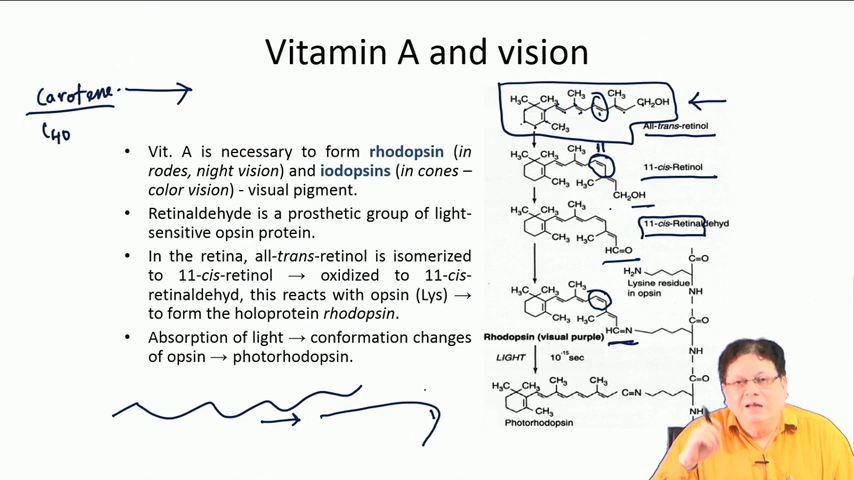 Vitamin A and vision
Carotene
C40
• Vit. A is necessary to form rhodopsin (in
rodes, night vision) and iodopsins (in cones –
color vision) - visual pigment.
• Retinaldehyde is a prosthetic group of light-
sensitive opsin protein.
• In the retina, all-trans-retinol is isomerized
to 11-cis-retinol → oxidized to 11-cis-
retinaldehyde, this reacts with opsin (Lys) →
to form the holoprotein rhodopsin.
• Absorption of light → conformation changes
of opsin → photorhodopsin.
H₃C CH₃ CH₃ CH₃ CH₂OH
CH₃
All-trans-retinol
H₃C CH₃ CH₃
11-cis-Retinol
CH₃ H₃C
CH₂OH
H₃C CH₃ CH₃
11-cis-Retinaldehyd
CH₃ H₃C
HC=O
C=O
H₂N
Lysine residue
in opsin
NH
H₃C CH₃ CH₃
CH₃ H₃C
C=O
HC=N
Rhodopsin (visual purple)
NH
LIGHT 10⁻¹⁵ sec
C=O
H₃C CH₃ CH₃ CH₃
C=N
CH₃
NH
Photorhodopsin